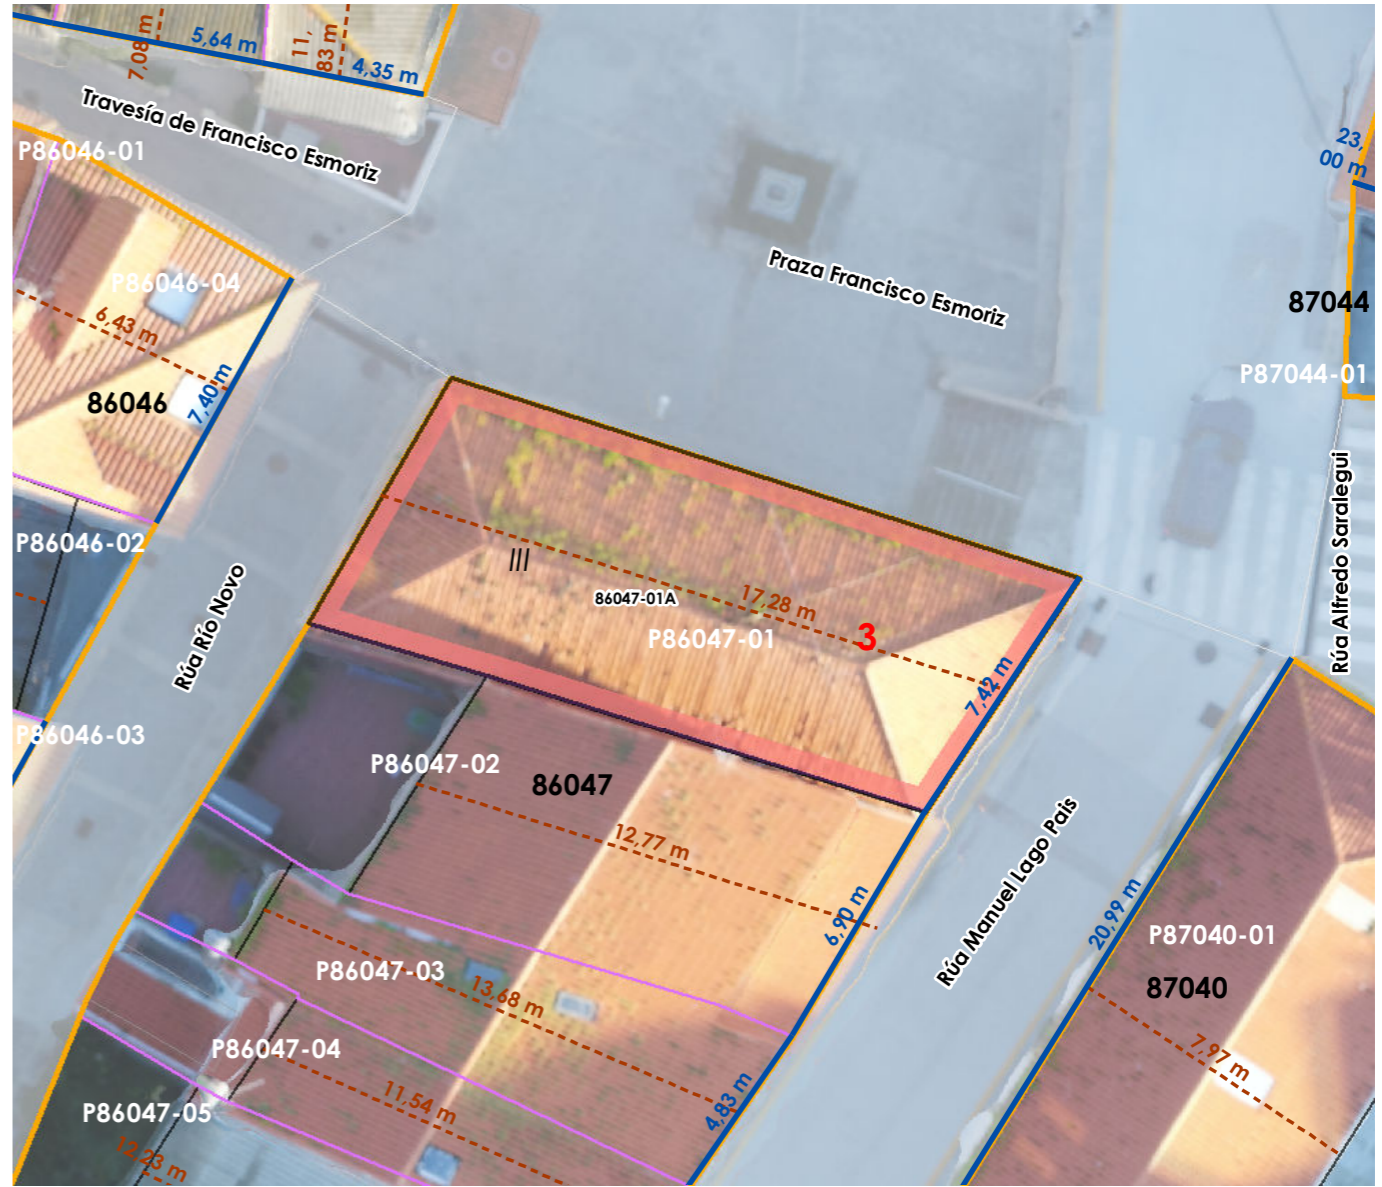 7,08 m
5,64 m
11,
83 m
4,35 m
Travesía de Francisco Esmoriz
P86046-01
23,
00 m
P86046-04
Praza Francisco Esmoriz
87044
6,43 m
7,40 m
86046
P87044-01
P86046-02
III
86047-01A
17,28 m
3
P86047-01
Rúa Río Novo
Rúa Alfredo Saralegui
7,42 m
P86046-03
P86047-02
86047
12,77 m
6,90 m
Rúa Manuel Lago Pais
20,99 m
P87040-01
87040
P86047-03
13,68 m
P86047-04
7,97 m
4,83 m
11,54 m
P86047-05
12,23 m